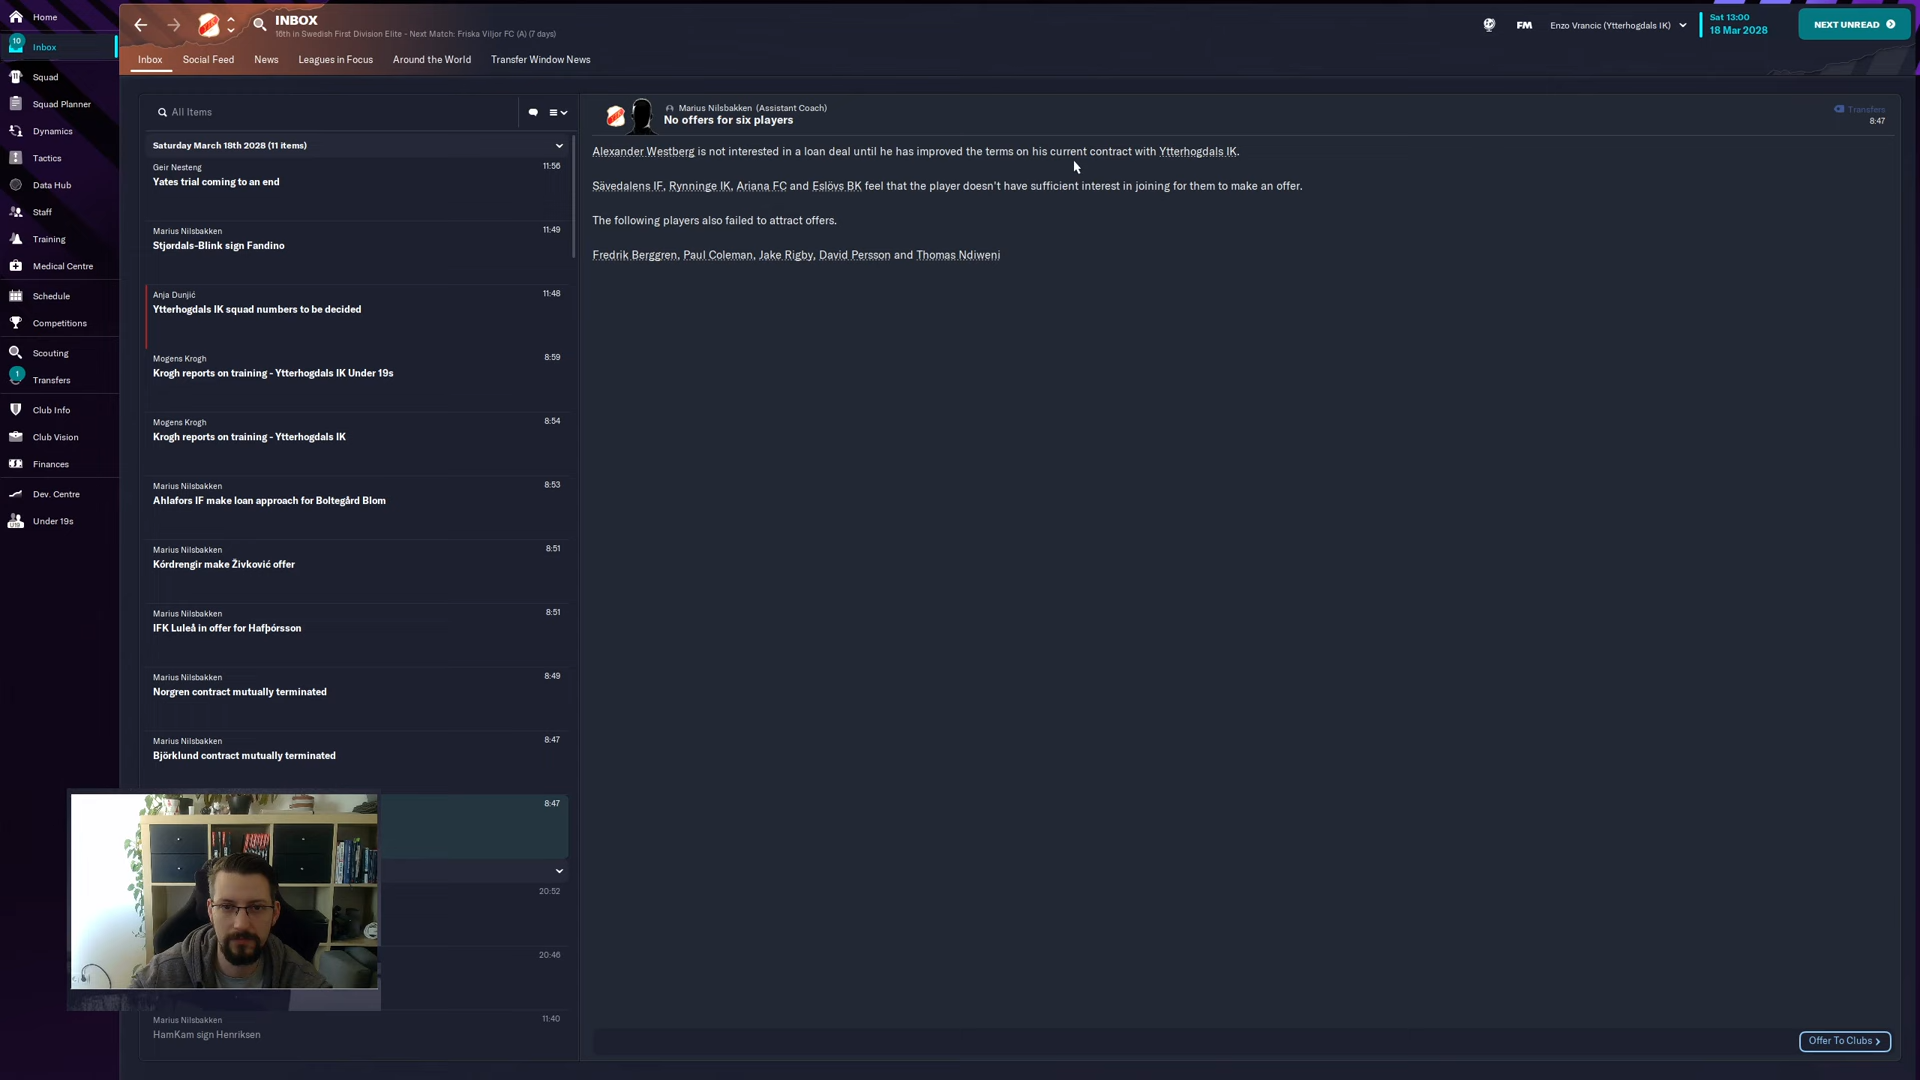 Home
10
Inbox
Squad
Squad Planner
Dynamics
Tactics
Data Hub
Staff
Training
Medical Centre
Schedule
Competitions
Scouting
1
Transfers
Club Info
Club Vision
Finances
Dev. Centre
Under 19s
INBOX
16th in Swedish First Division Elite - Next Match: Friska Viljor FC (A) (7 days)
FM
Enzo Vrancic (Ytterhogdals IK)
Sat 13:00
18 Mar 2028
NEXT UNREAD
Inbox
Social Feed
News
Leagues in Focus
Around the World
Transfer Window News
All Items
Saturday March 18th 2028 (11 items)
Geir Nesteng
11:56
Yates trial coming to an end
Marius Nilsbakken
11:49
Stjørdals-Blink sign Fandino
Anja Dunjić
11:48
Ytterhogdals IK squad numbers to be decided
Mogens Krogh
8:59
Krogh reports on training - Ytterhogdals IK Under 19s
Mogens Krogh
8:54
Krogh reports on training - Ytterhogdals IK
Marius Nilsbakken
8:53
Ahlafors IF make loan approach for Boltegård Blom
Marius Nilsbakken
8:51
Kórdrengir make Živković offer
Marius Nilsbakken
8:51
IFK Luleå in offer for Hafþórsson
Marius Nilsbakken
8:49
Norgren contract mutually terminated
Marius Nilsbakken
8:47
Björklund contract mutually terminated
8:47
20:52
20:46
Marius Nilsbakken
11:40
HamKam sign Henriksen
Marius Nilsbakken (Assistant Coach)
No offers for six players
Transfers
8:47
Alexander Westberg is not interested in a loan deal until he has improved the terms on his current contract with Ytterhogdals IK.
Sävedalens IF, Rynninge IK, Ariana FC and Eslövs BK feel that the player doesn't have sufficient interest in joining for them to make an offer.
The following players also failed to attract offers.
Fredrik Berggren, Paul Coleman, Jake Rigby, David Persson and Thomas Ndiweni
Offer To Clubs